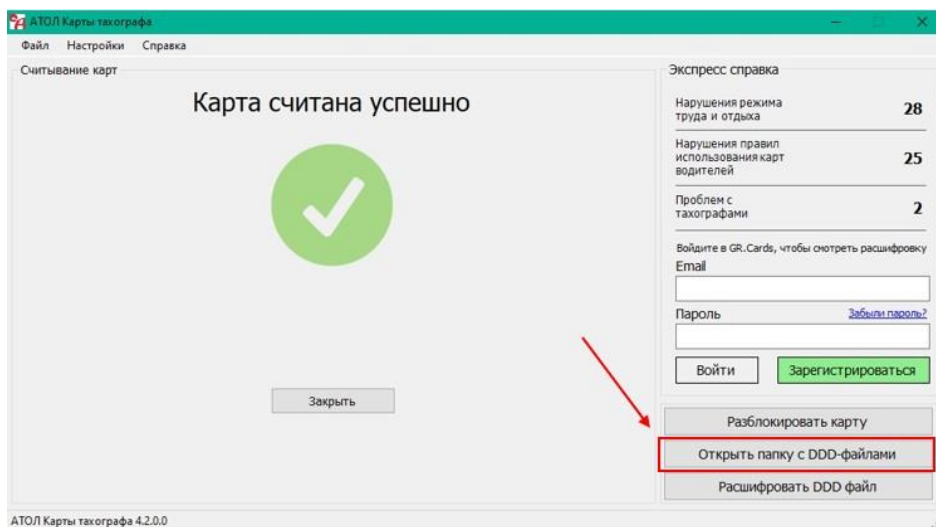 АТОЛ Карты тахографа
Файл Настройки Справка
Считывание карт
Карта считана успешно
Закрыть
Экспресс справка
Нарушения режима
труда и отдыха
28
Нарушения правил
использования карт
водителей
25
Проблем с
тахографами
2
Войдите в GR.Cards, чтобы смотреть расшифровку
Email
Пароль Забыли пароль?
Войти Зарегистрироваться
Разблокировать карту
Открыть папку с DDD-файлами
Расшифровать DDD файл
АТОЛ Карты тахографа 4.2.0.0